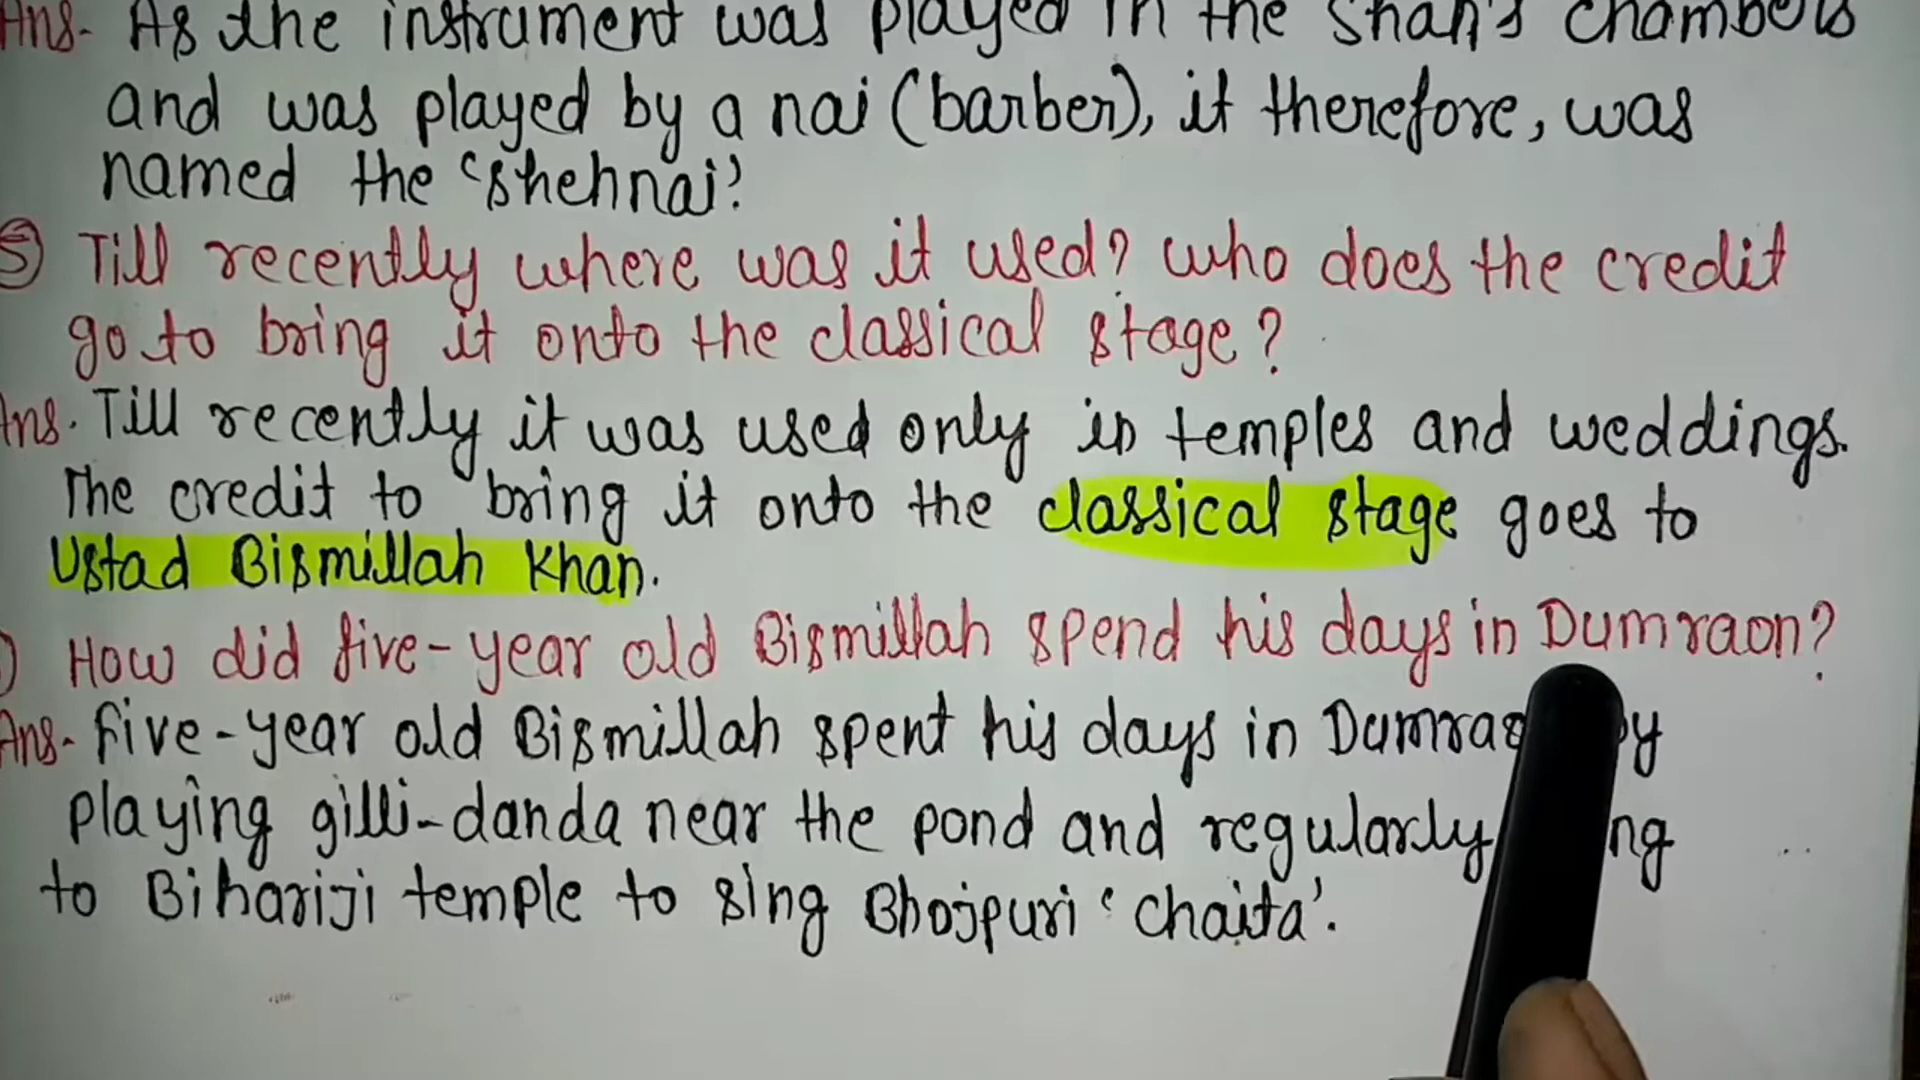 Ans- As the instrument was played in the Shah's chambers
and was played by a nai (barber), it therefore, was
named the 'shehnai'.
5) Till recently where was it used? who does the credit
go to bring it onto the classical stage?
Ans. Till recently it was used only in temples and weddings.
The credit to bring it onto the classical stage goes to
Ustad Bismillah Khan.
) How did five-year old Bismillah spend his days in Dumraon?
Ans- five-year old Bismillah spent his days in by
playing gilli-danda near the pond and regularly
to Bihariji temple to sing Bhojpuri 'chaita'.